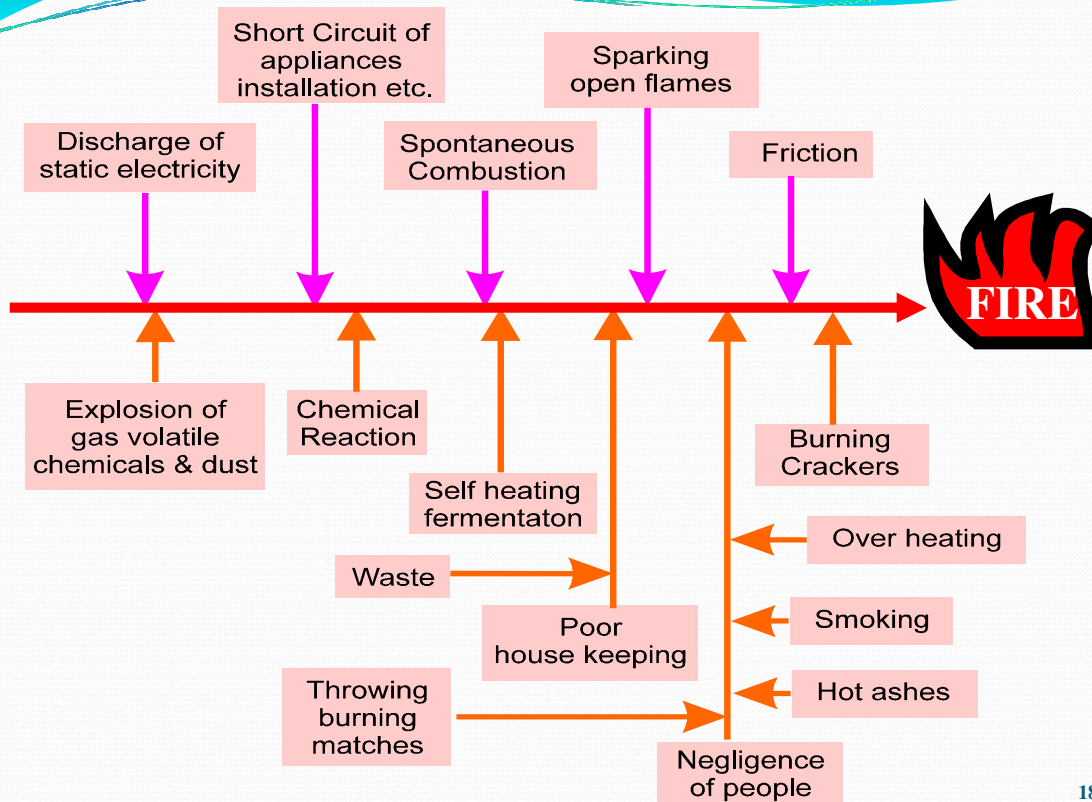 Short Circuit of
appliances
installation etc.
Sparking
open flames
Discharge of
static electricity
Spontaneous
Combustion
Friction
FIRE
Explosion of
gas volatile
chemicals & dust
Chemical
Reaction
Burning
Crackers
Self heating
fermentaton
Over heating
Waste
Poor
house keeping
Smoking
Throwing
burning
matches
Hot ashes
Negligence
of people
18